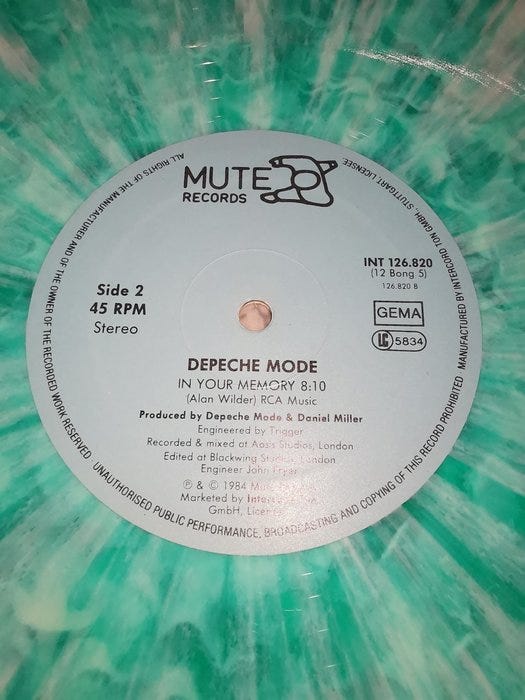 MUTE
RECORDS
INT 126.820
(12 Bong 5)
126.820 B
Side 2
45 RPM
Stereo
GEMA
LC 5834
DEPECHE MODE
IN YOUR MEMORY 8:10
(Alan Wilder) RCA Music
Produced by Depeche Mode & Daniel Miller
Engineered by Trigger
Recorded & mixed at Studios, London
Edited at Blackwing Studios, London
Engineer John Fryer
℗ & © 1984
Marketed by
GmbH,
ALL RIGHTS OF THE MANUFACTURER AND OF THE OWNER OF THE RECORDED WORK RESERVED UNAUTHORISED PUBLIC PERFORMANCE, BROADCASTING AND COPYING OF THIS RECORD PROHIBITED MANUFACTURED BY INTERCORD TON GMBH., STUTTGART, LICENSEE